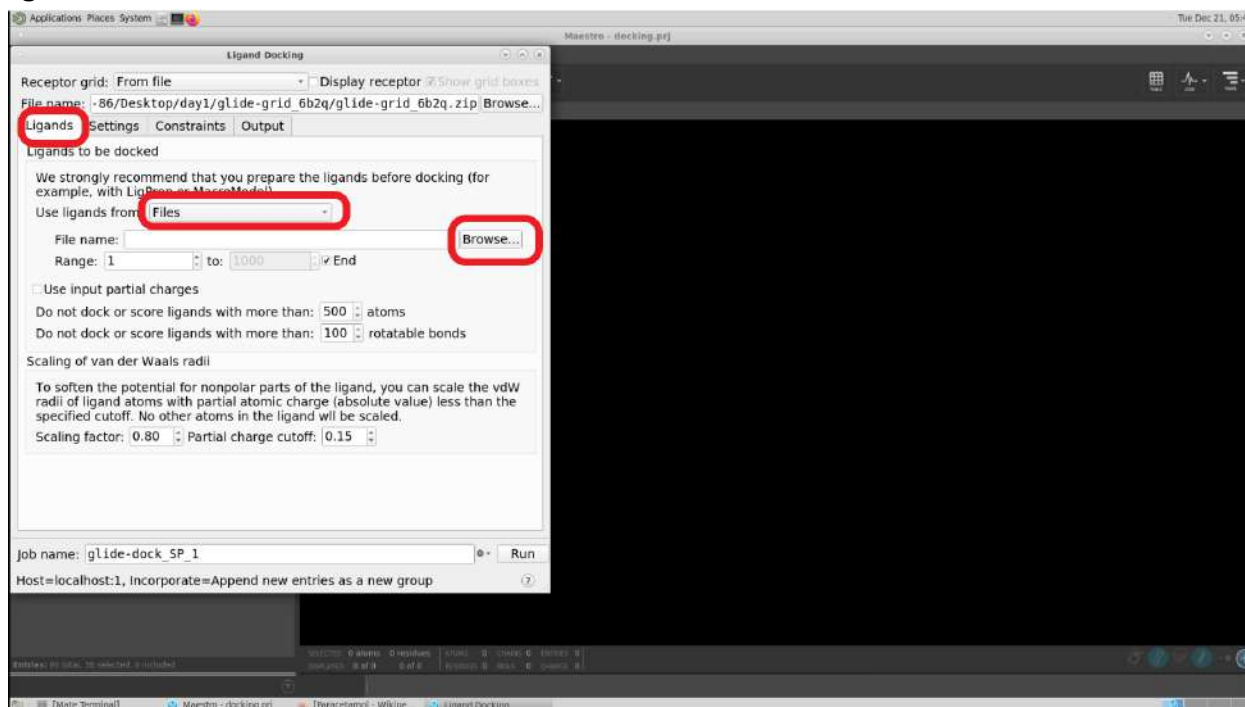 Applications Places System
Tue Dec 21, 05:4
Maestro - docking.prj
Ligand Docking
Receptor grid: From file Display receptor Show grid boxes
File name: -86/Desktop/day1/glide-grid_6b2q/glide-grid_6b2q.zip Browse...
Ligands Settings Constraints Output
Ligands to be docked
We strongly recommend that you prepare the ligands before docking (for
example, with LigPrep or MacroModel).
Use ligands from: Files
File name: Browse...
Range: 1 to: 1000 End
Use input partial charges
Do not dock or score ligands with more than: 500 atoms
Do not dock or score ligands with more than: 100 rotatable bonds
Scaling of van der Waals radii
To soften the potential for nonpolar parts of the ligand, you can scale the vdW
radii of ligand atoms with partial atomic charge (absolute value) less than the
specified cutoff. No other atoms in the ligand wll be scaled.
Scaling factor: 0.80 Partial charge cutoff: 0.15
Job name: glide-dock_SP_1 Run
Host=localhost:1, Incorporate=Append new entries as a new group
0 atoms 0 residues
[Mate Terminal] Maestro - docking.prj [Paracetamol - Wikipe Ligand Docking